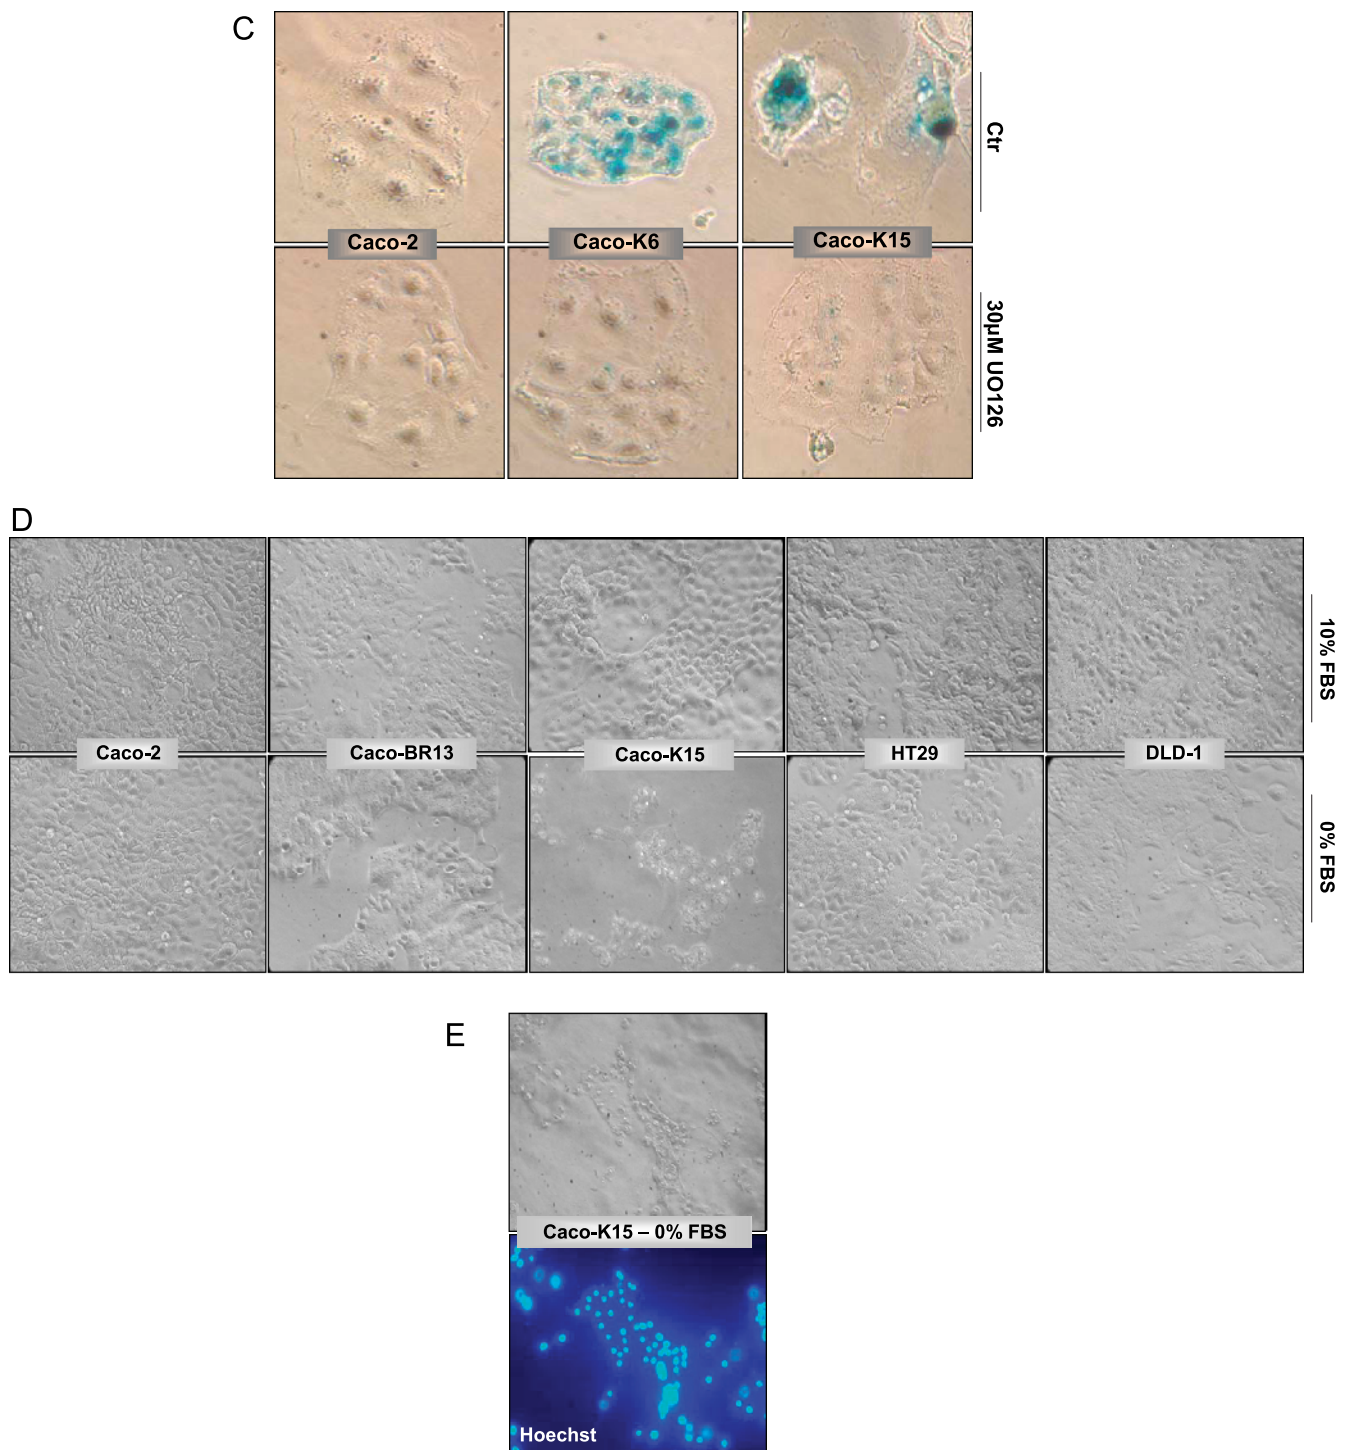 C
Ctr
Caco-2
Caco-K6
Caco-K15
30µM UO126
D
10% FBS
Caco-2
Caco-BR13
Caco-K15
HT29
DLD-1
0% FBS
E
Caco-K15 – 0% FBS
Hoechst